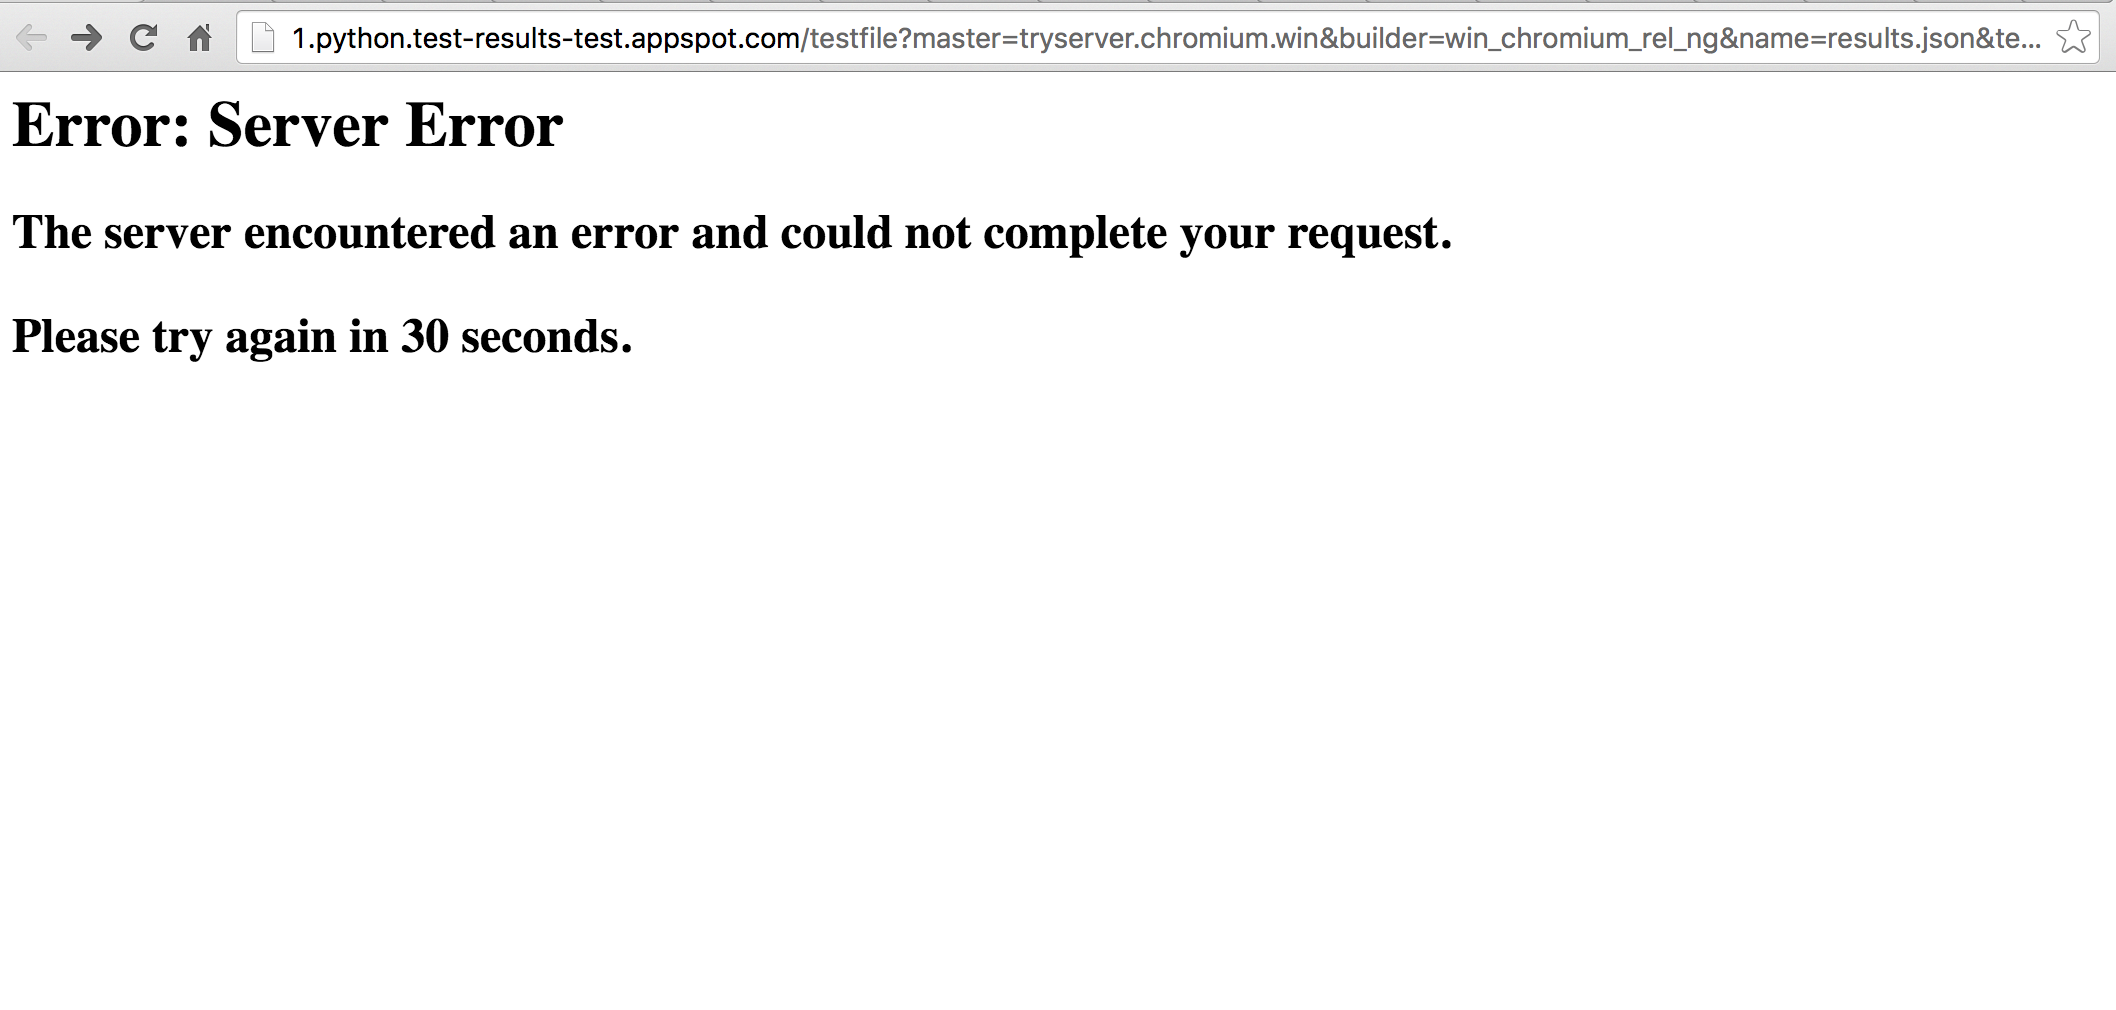 1.python.test-results-test.appspot.com/testfile?master=tryserver.chromium.win&builder=win_chromium_rel_ng&name=results.json&te...
Error: Server Error
The server encountered an error and could not complete your request.
Please try again in 30 seconds.